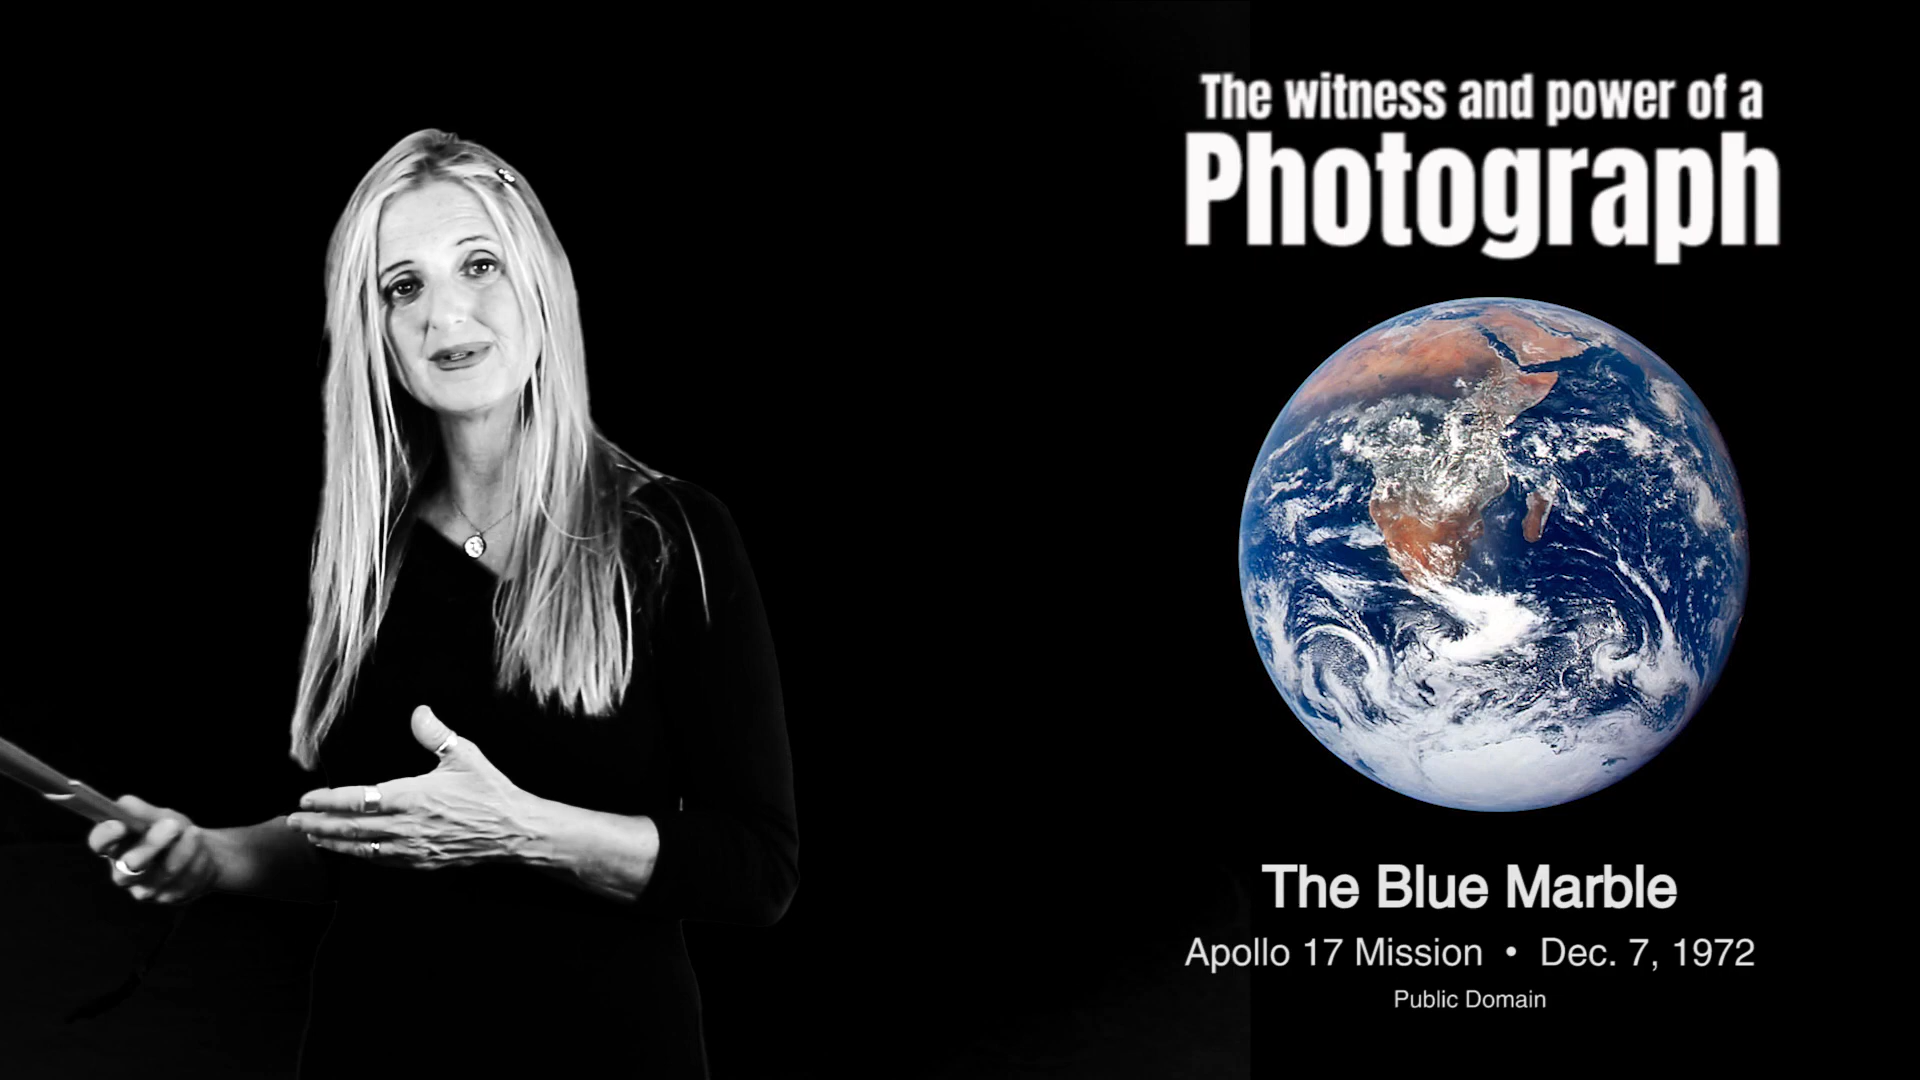 The witness and power of a
Photograph
The Blue Marble
Apollo 17 Mission • Dec. 7, 1972
Public Domain